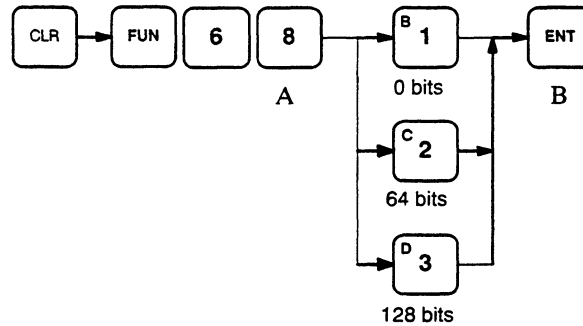 CLR FUN 6 8 B 1 ENT
A 0 bits B
C 2
64 bits
D 3
128 bits